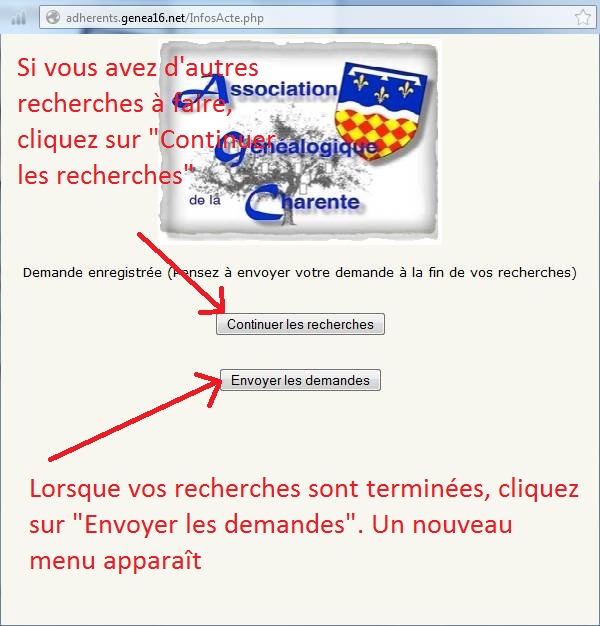 adherents.genea16.net/InfosActe.php
Si vous avez d'autres
recherches à faire,
cliquez sur "Continuer
les recherches"
Association
Généalogique
de la Charente
Demande enregistrée (Pensez à envoyer votre demande à la fin de vos recherches)
Continuer les recherches
Envoyer les demandes
Lorsque vos recherches sont terminées, cliquez
sur "Envoyer les demandes". Un nouveau
menu apparaît